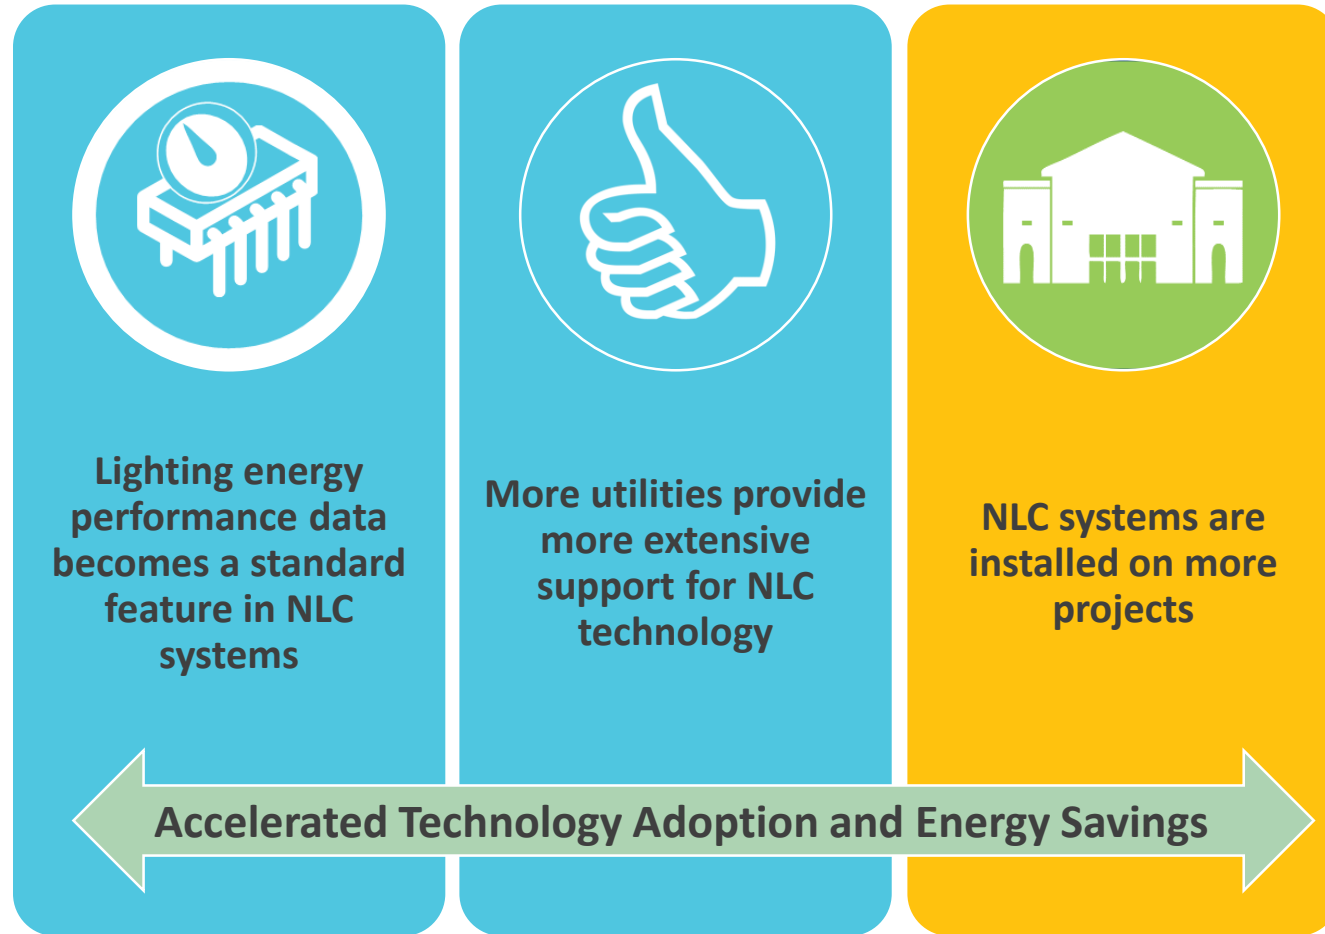 Lighting energy
performance data
becomes a standard
feature in NLC
systems
More utilities provide
more extensive
support for NLC
technology
NLC systems are
installed on more
projects
Accelerated Technology Adoption and Energy Savings